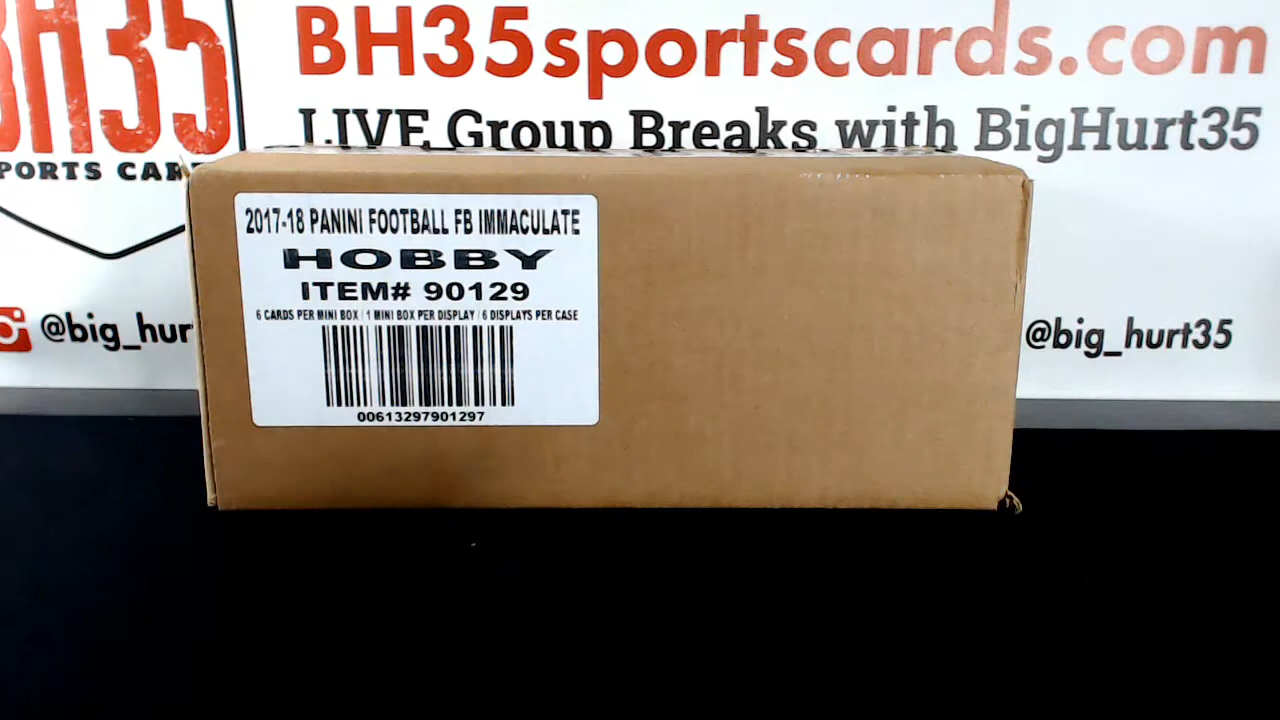 BH35
SPORTS CAR
BH35sportscards.com
LIVE Group Breaks with BigHurt35
2017-18 PANINI FOOTBALL FB IMMACULATE
HOBBY
ITEM# 90129
6 CARDS PER MINI BOX / 1 MINI BOX PER DISPLAY / 6 DISPLAYS PER CASE
00613297901297
@big_hur
@big_hurt35